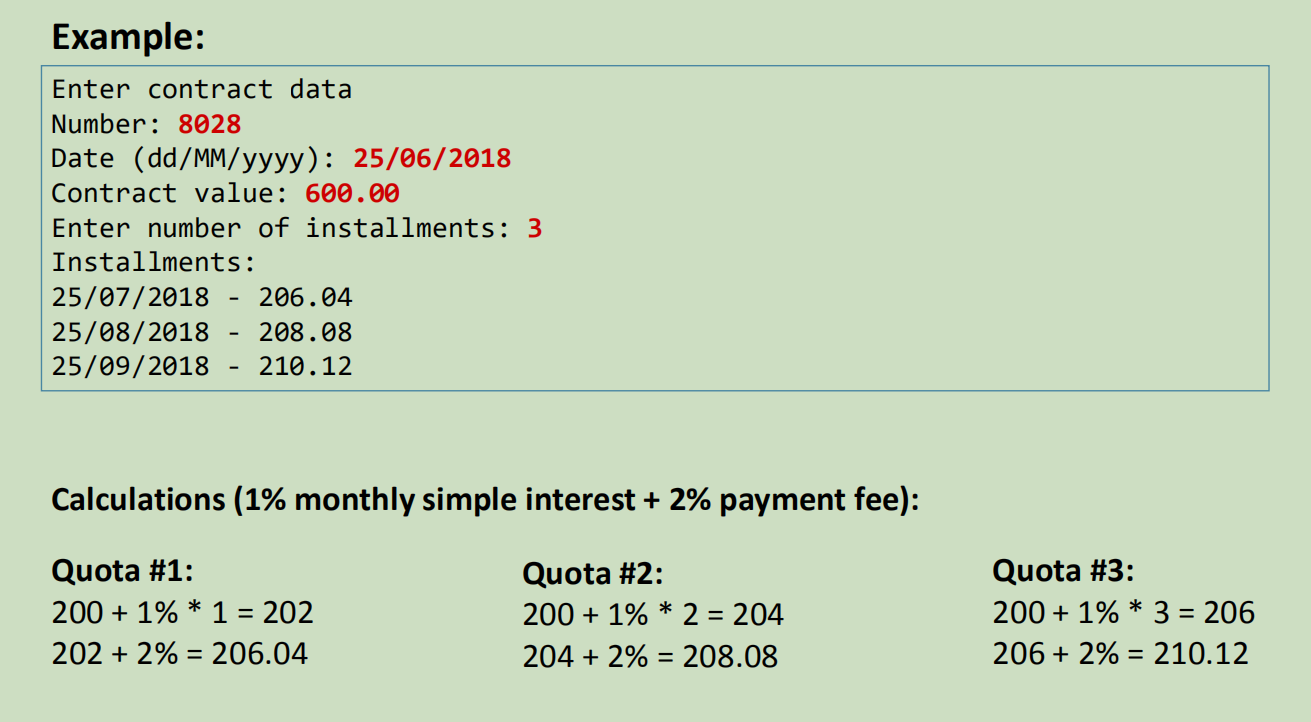 Example:
Enter contract data
Number: 8028
Date (dd/MM/yyyy): 25/06/2018
Contract value: 600.00
Enter number of installments: 3
Installments:
25/07/2018 - 206.04
25/08/2018 - 208.08
25/09/2018 - 210.12
Calculations (1% monthly simple interest + 2% payment fee):
Quota #1:
200 + 1% * 1 = 202
202 + 2% = 206.04
Quota #2:
200 + 1% * 2 = 204
204 + 2% = 208.08
Quota #3:
200 + 1% * 3 = 206
206 + 2% = 210.12